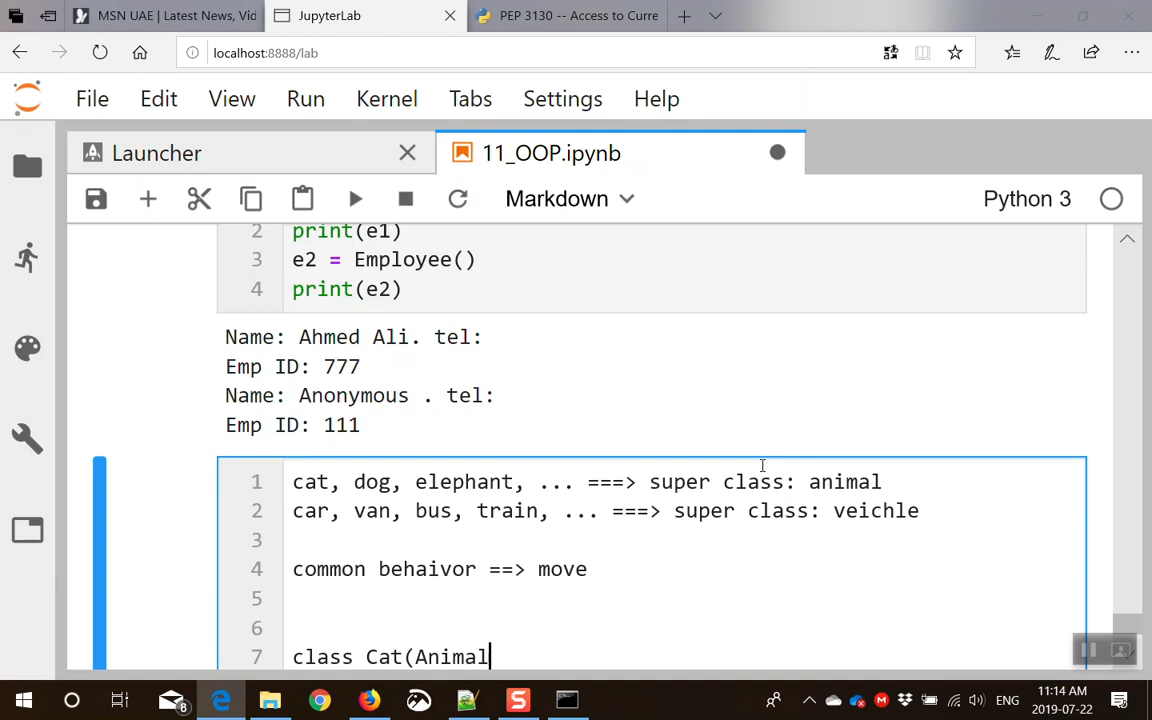 MSN UAE | Latest News, Vid
JupyterLab
PEP 3130 -- Access to Curre
localhost:8888/lab
File Edit View Run Kernel Tabs Settings Help
Launcher
11_OOP.ipynb
Markdown
Python 3
2 print(e1)
3 e2 = Employee()
4 print(e2)
Name: Ahmed Ali. tel:
Emp ID: 777
Name: Anonymous . tel:
Emp ID: 111
1 cat, dog, elephant, ... ===> super class: animal
2 car, van, bus, train, ... ===> super class: veichle
3
4 common behaivor ==> move
5
6
7 class Cat(Animal
8
ENG
11:14 AM
2019-07-22